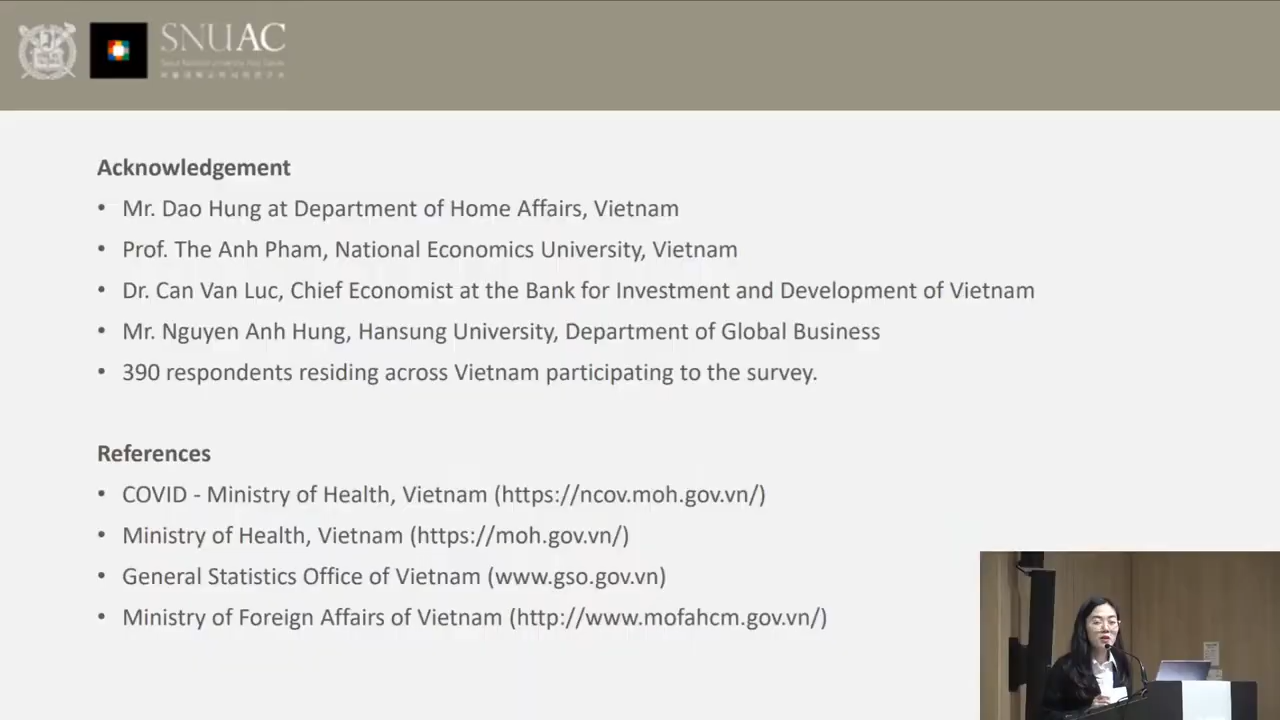 SNUAC
Acknowledgement
• Mr. Dao Hung at Department of Home Affairs, Vietnam
• Prof. The Anh Pham, National Economics University, Vietnam
• Dr. Can Van Luc, Chief Economist at the Bank for Investment and Development of Vietnam
• Mr. Nguyen Anh Hung, Hansung University, Department of Global Business
• 390 respondents residing across Vietnam participating to the survey.
References
• COVID - Ministry of Health, Vietnam (https://ncov.moh.gov.vn/)
• Ministry of Health, Vietnam (https://moh.gov.vn/)
• General Statistics Office of Vietnam (www.gso.gov.vn)
• Ministry of Foreign Affairs of Vietnam (http://www.mofahcm.gov.vn/)